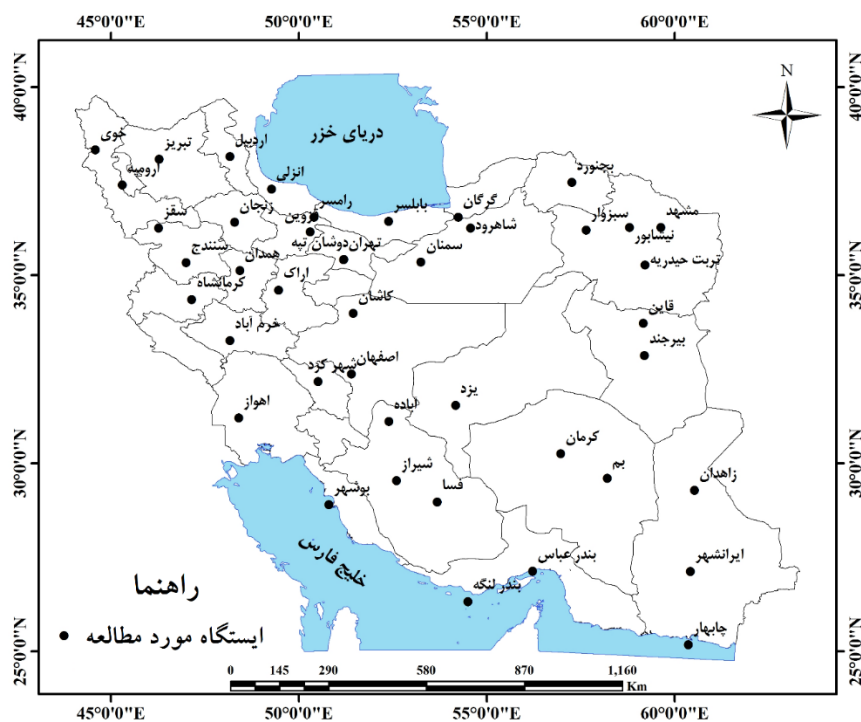 45°0'0"E 50°0'0"E 55°0'0"E 60°0'0"E
40°0'0"N 40°0'0"N
N
دریای خزر
خوی
تبریز
اردبیل
ارومیه
انزلی
بجنورد
سقز
زنجان
قزوین
رامسر
بابلسر
گرگان
شاهرود
سبزوار
نیشابور
مشهد
سنندج
همدان
تهران دوشان تپه
سمنان
تربت حیدریه
35°0'0"N 35°0'0"N
کرمانشاه
اراک
کاشان
خرم آباد
قاین
بیرجند
شهر کرد
اصفهان
اهواز
آباده
یزد
30°0'0"N 30°0'0"N
کرمان
بم
شیراز
فسا
زاهدان
بوشهر
خلیج فارس
بندر عباس
ایرانشهر
بندر لنگه
چابهار
راهنما
ایستگاه مورد مطالعه
25°0'0"N 25°0'0"N
0 145 290 580 870 1,160
Km
45°0'0"E 50°0'0"E 55°0'0"E 60°0'0"E